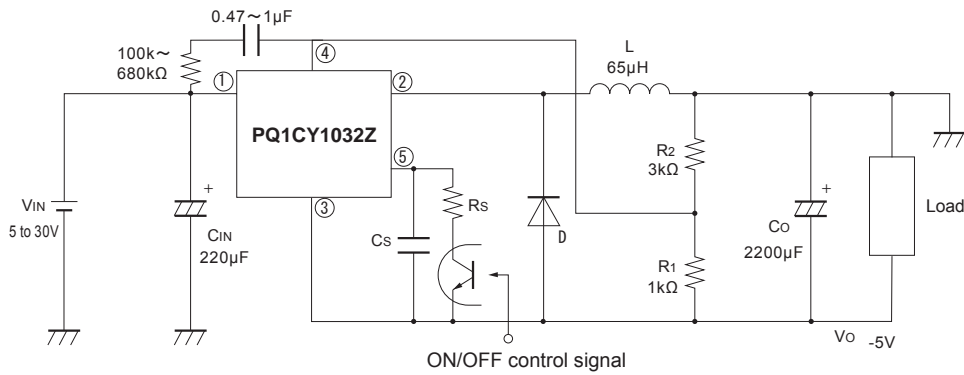 0.47～1μF
100k～
680kΩ
①
④
②
PQ1CY1032Z
⑤
③
L
65μH
R2
3kΩ
R1
1kΩ
VIN
5 to 30V
+
CIN
220μF
CS
RS
D
+
CO
2200μF
Load
VO -5V
ON/OFF control signal